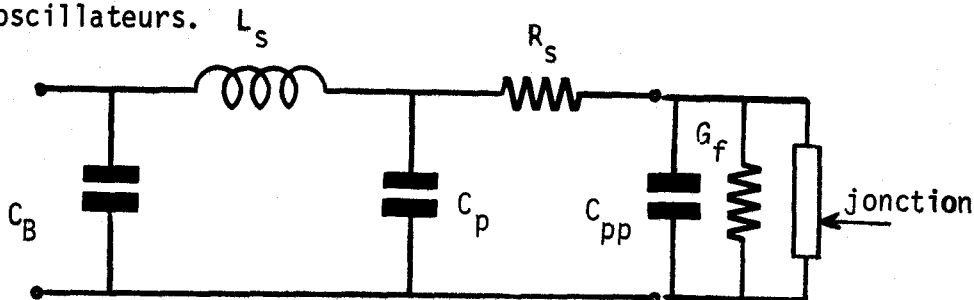 oscillateurs.
L_s
R_s
G_f
C_B
C_p
C_pp
jonction